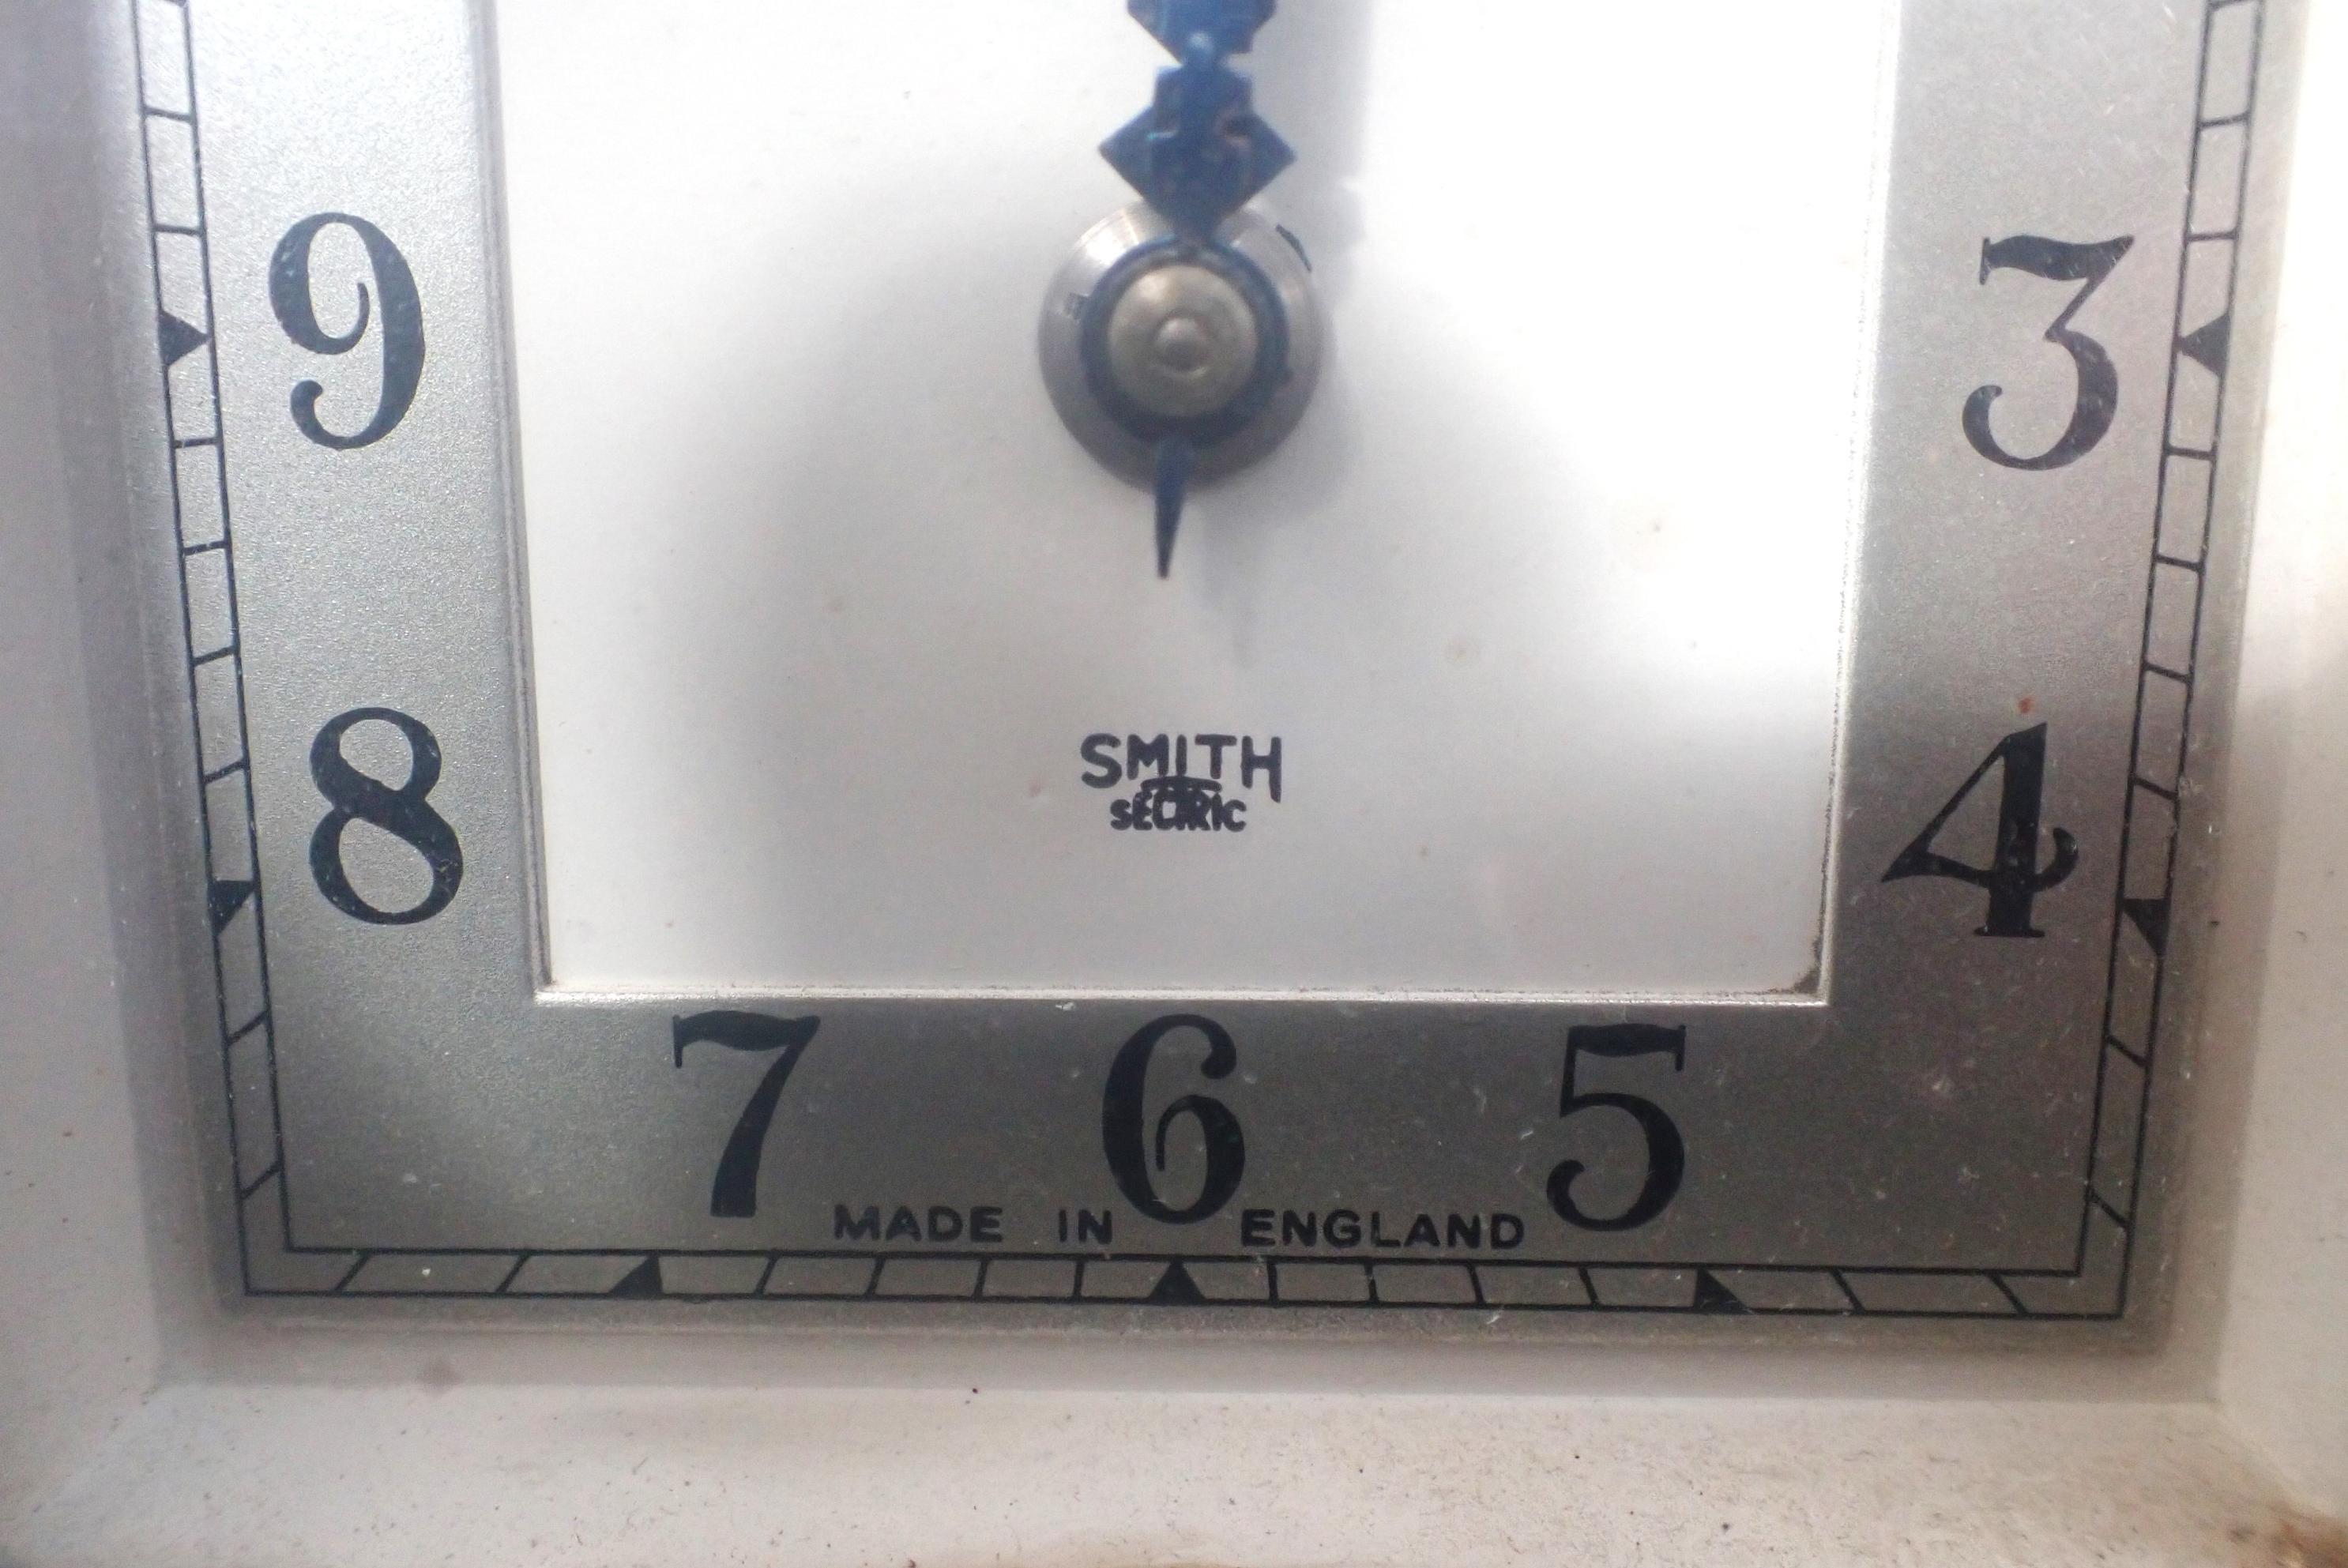 9 3
8 4
SMITH
SECTRIC
7 6 5
MADE IN ENGLAND